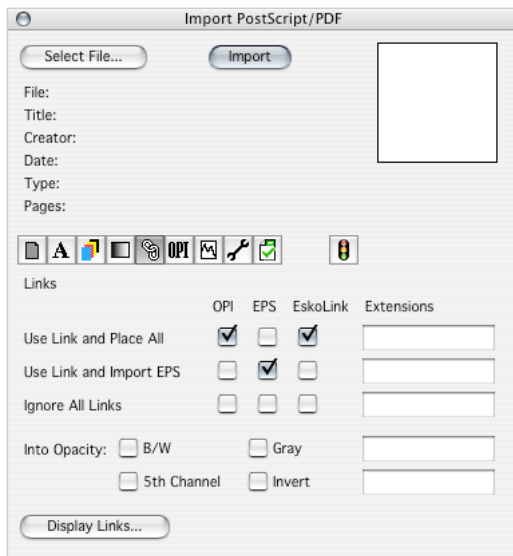 Import PostScript/PDF
Select File...
Import
File:
Title:
Creator:
Date:
Type:
Pages:
A
OPI
Links
OPI EPS EskoLink Extensions
Use Link and Place All
Use Link and Import EPS
Ignore All Links
Into Opacity: B/W Gray
5th Channel Invert
Display Links...